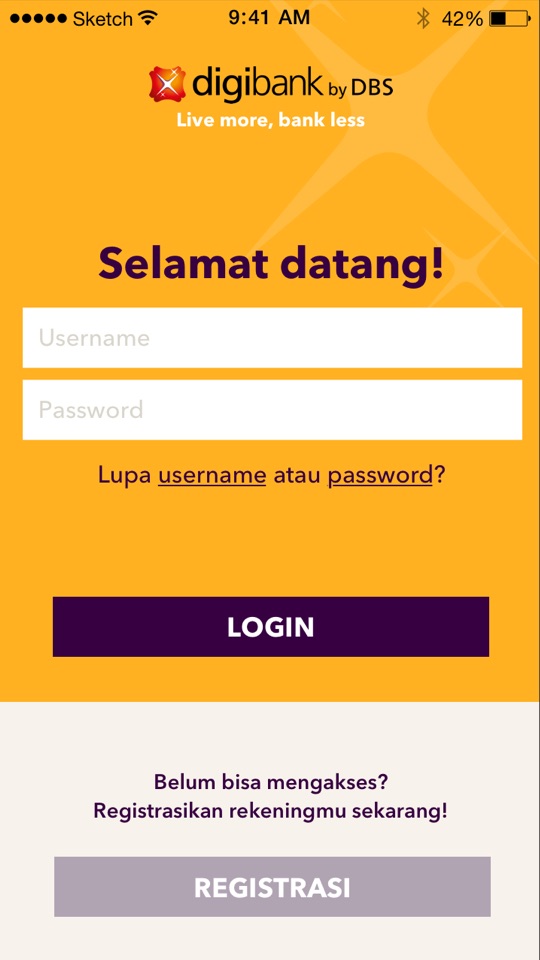 Sketch 9:41 AM 42%
digibank by DBS
Live more, bank less
Selamat datang!
Username
Password
Lupa username atau password?
LOGIN
Belum bisa mengakses?
Registrasikan rekeningmu sekarang!
REGISTRASI